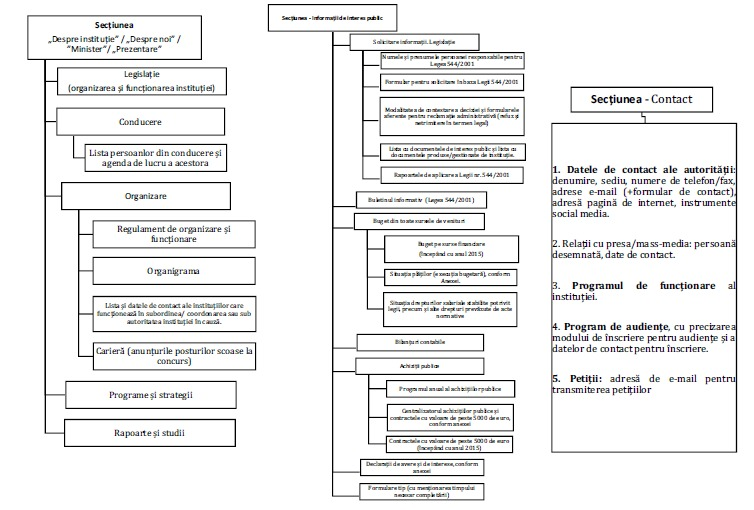 Secțiunea
„Despre instituție” / „Despre noi” /
”Minister”/ „Prezentare”
Legislație
(organizarea și funcționarea instituției)
Conducere
Lista persoanlor din conducere și
agenda de lucru a acestora
Organizare
Regulament de organizare și
funcționare
Organigrama
Lista și datele de contact ale instituțiilor care
funcționează în subordinea/ coordonarea sau sub
autoritatea instituției în cauză.
Carieră (anunțurile posturilor scoase la
concurs)
Programe și strategii
Rapoarte și studii
Secțiunea - Informații de interes public
Solicitare informații. Legislație
Numele și prenumele persoanei responsabile pentru
Legea 544/2001
Formular pentru solicitare în baza Legii 544/2001
Modalitatea de contestare a deciziei și formularele
aferente pentru reclamație administrativă (refuz și
netrimitere în termen legal)
Lista cu documentele de interes public și lista cu
documentele produse/gestionate de instituție.
Rapoartele de aplicare a Legii nr. 544/2001
Buletinul informativ (Legea 544/2001)
Buget din toate sursele de venituri
Buget pe surse financiare
(începând cu anul 2015)
Situația plăților (execuția bugetară), conform
Anexei.
Situația drepturilor salariale stabilite potrivit
legii, precum și alte drepturi prevăzute de acte
normative
Bilanțuri contabile
Achiziții publice
Programul anual al achizițiilor publice
Centralizatorul achizițiilor publice și
contractele cu valoare de peste 5000 de euro,
conform anexei
Contractele cu valoare de peste 5000 de euro
(începând cu anul 2015)
Declarații de avere și de interese, conform
anexei
Formulare tip (cu menționarea timpului
necesar completării)
Secțiunea - Contact
1. Datele de contact ale autorității:
denumire, sediu, numere de telefon/fax,
adrese e-mail (+formular de contact),
adresă pagină de internet, instrumente
social media.
2. Relații cu presa/mass-media: persoană
desemnată, date de contact.
3. Programul de funcționare al
instituției.
4. Program de audiențe, cu precizarea
modului de înscriere pentru audiențe și a
datelor de contact pentru înscriere.
5. Petiții: adresă de e-mail pentru
transmiterea petițiilor